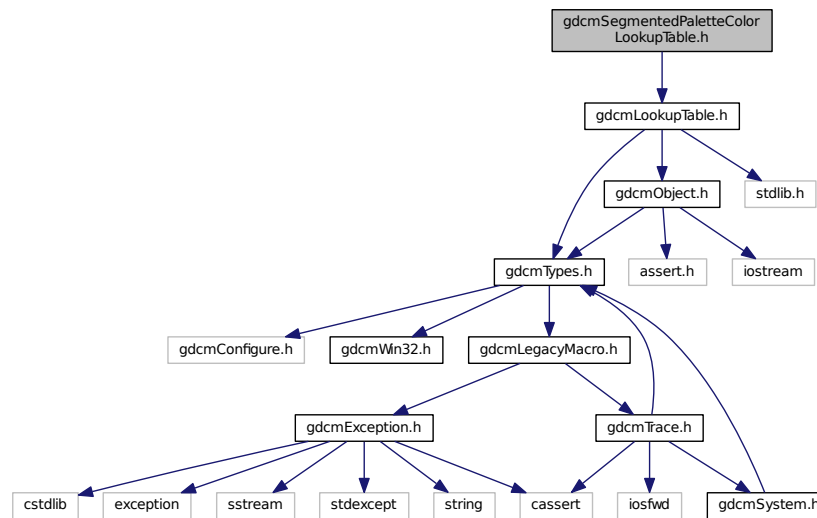 gdcmSegmentedPaletteColor
LookupTable.h
gdcmLookupTable.h
gdcmObject.h
stdlib.h
gdcmTypes.h
assert.h
iostream
gdcmConfigure.h
gdcmWin32.h
gdcmLegacyMacro.h
gdcmException.h
gdcmTrace.h
cstdlib
exception
sstream
stdexcept
string
cassert
iosfwd
gdcmSystem.h